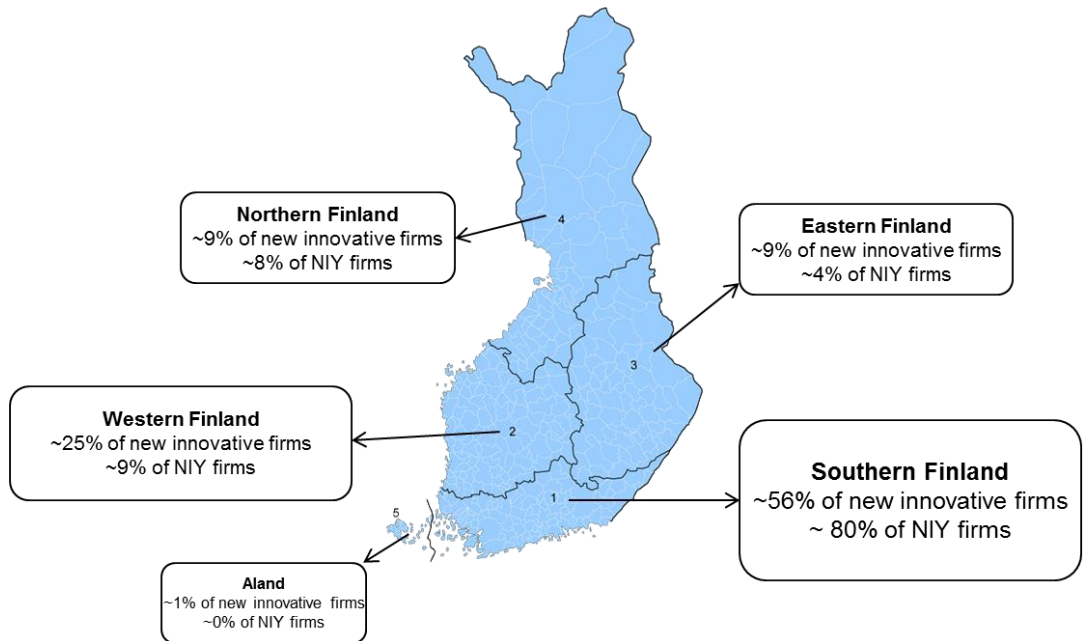 Northern Finland
~9% of new innovative firms
~8% of NIY firms
4
Eastern Finland
~9% of new innovative firms
~4% of NIY firms
3
Western Finland
~25% of new innovative firms
~9% of NIY firms
2
Southern Finland
~56% of new innovative firms
~ 80% of NIY firms
1
5
Aland
~1% of new innovative firms
~0% of NIY firms